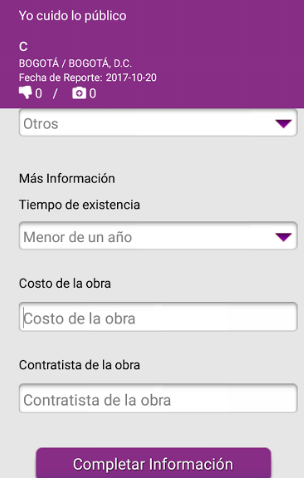 Yo cuido lo público
C
BOGOTÁ / BOGOTÁ, D.C.
Fecha de Reporte: 2017-10-20
0 / 0
Otros
Más Información
Tiempo de existencia
Menor de un año
Costo de la obra
Costo de la obra
Contratista de la obra
Contratista de la obra
Completar Información